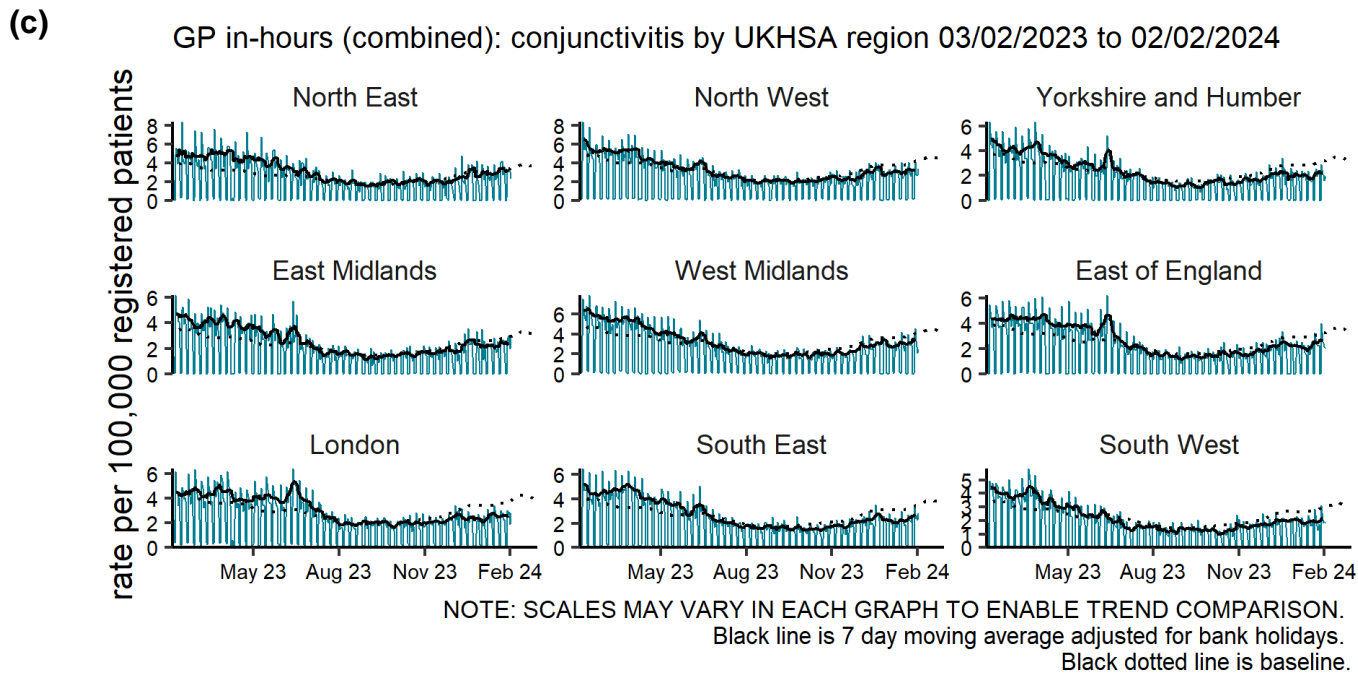 (c)
GP in-hours (combined): conjunctivitis by UKHSA region 03/02/2023 to 02/02/2024
rate per 100,000 registered patients
North East
8
6
4
2
0
North West
8
6
4
2
0
Yorkshire and Humber
6
4
2
0
East Midlands
6
4
2
0
West Midlands
6
4
2
0
East of England
6
4
2
0
London
6
4
2
0
May 23 Aug 23 Nov 23 Feb 24
South East
6
4
2
0
May 23 Aug 23 Nov 23 Feb 24
South West
5
4
3
2
1
0
May 23 Aug 23 Nov 23 Feb 24
NOTE: SCALES MAY VARY IN EACH GRAPH TO ENABLE TREND COMPARISON.
Black line is 7 day moving average adjusted for bank holidays.
Black dotted line is baseline.